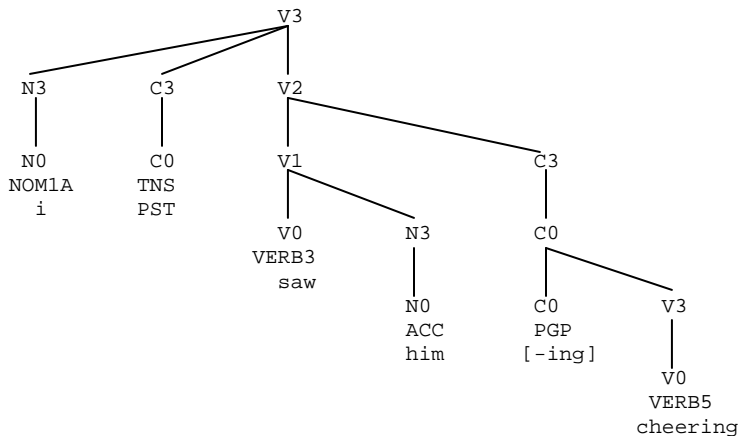 V3
N3 C3 V2
N0 C0 V1 C3
NOM1A TNS
i PST
V0 N3 C0
VERB3
saw
N0 C0 V3
ACC PGP
him [-ing]
V0
VERB5
cheering